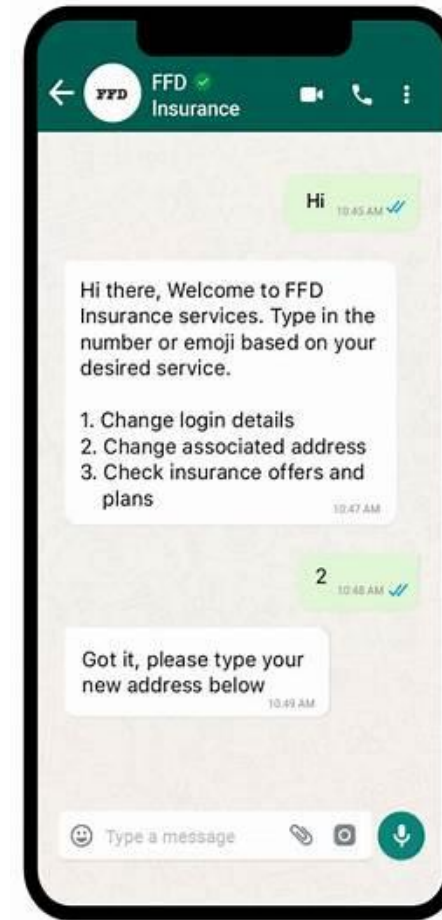 FFD
FFD
Insurance
Hi 10:45 AM
Hi there, Welcome to FFD
Insurance services. Type in the
number or emoji based on your
desired service.
1. Change login details
2. Change associated address
3. Check insurance offers and
plans
10:47 AM
2 10:48 AM
Got it, please type your
new address below
10:49 AM
Type a message